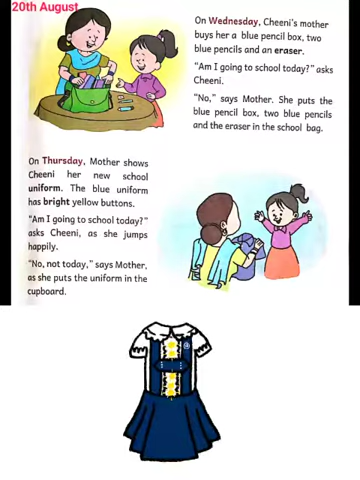 20th August
On Wednesday, Cheeni's mother
buys her a blue pencil box, two
blue pencils and an eraser.
"Am I going to school today?" asks
Cheeni.
"No," says Mother. She puts the
blue pencil box, two blue pencils
and the eraser in the school bag.
On Thursday, Mother shows
Cheeni her new school
uniform. The blue uniform
has bright yellow buttons.
"Am I going to school today?"
asks Cheeni, as she jumps
happily.
"No, not today," says Mother,
as she puts the uniform in the
cupboard.